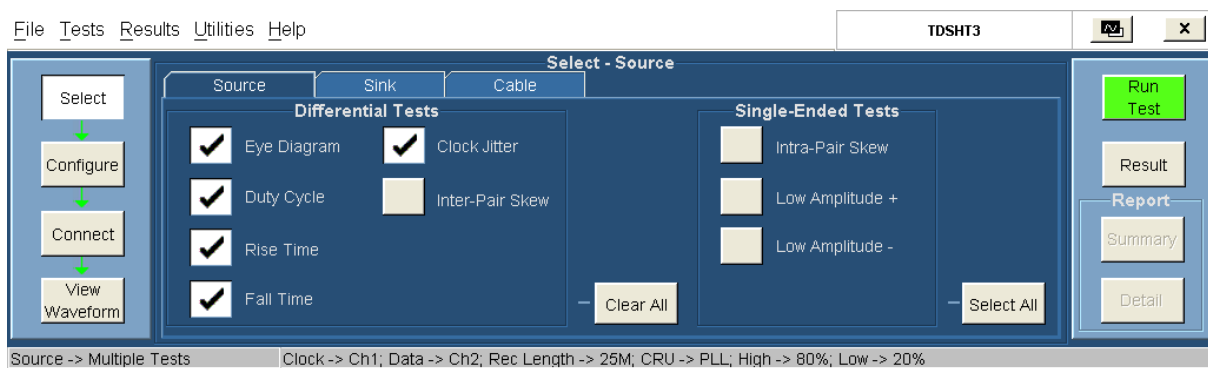 File Tests Results Utilities Help
TDSHT3
x
Select - Source
Select
Configure
Connect
View
Waveform
Source Sink Cable
Differential Tests
Eye Diagram
Clock Jitter
Duty Cycle
Inter-Pair Skew
Rise Time
Fall Time
Clear All
Single-Ended Tests
Intra-Pair Skew
Low Amplitude +
Low Amplitude -
Select All
Run
Test
Result
Report
Summary
Detail
Source -> Multiple Tests
Clock -> Ch1; Data -> Ch2; Rec Length -> 25M; CRU -> PLL; High -> 80%; Low -> 20%